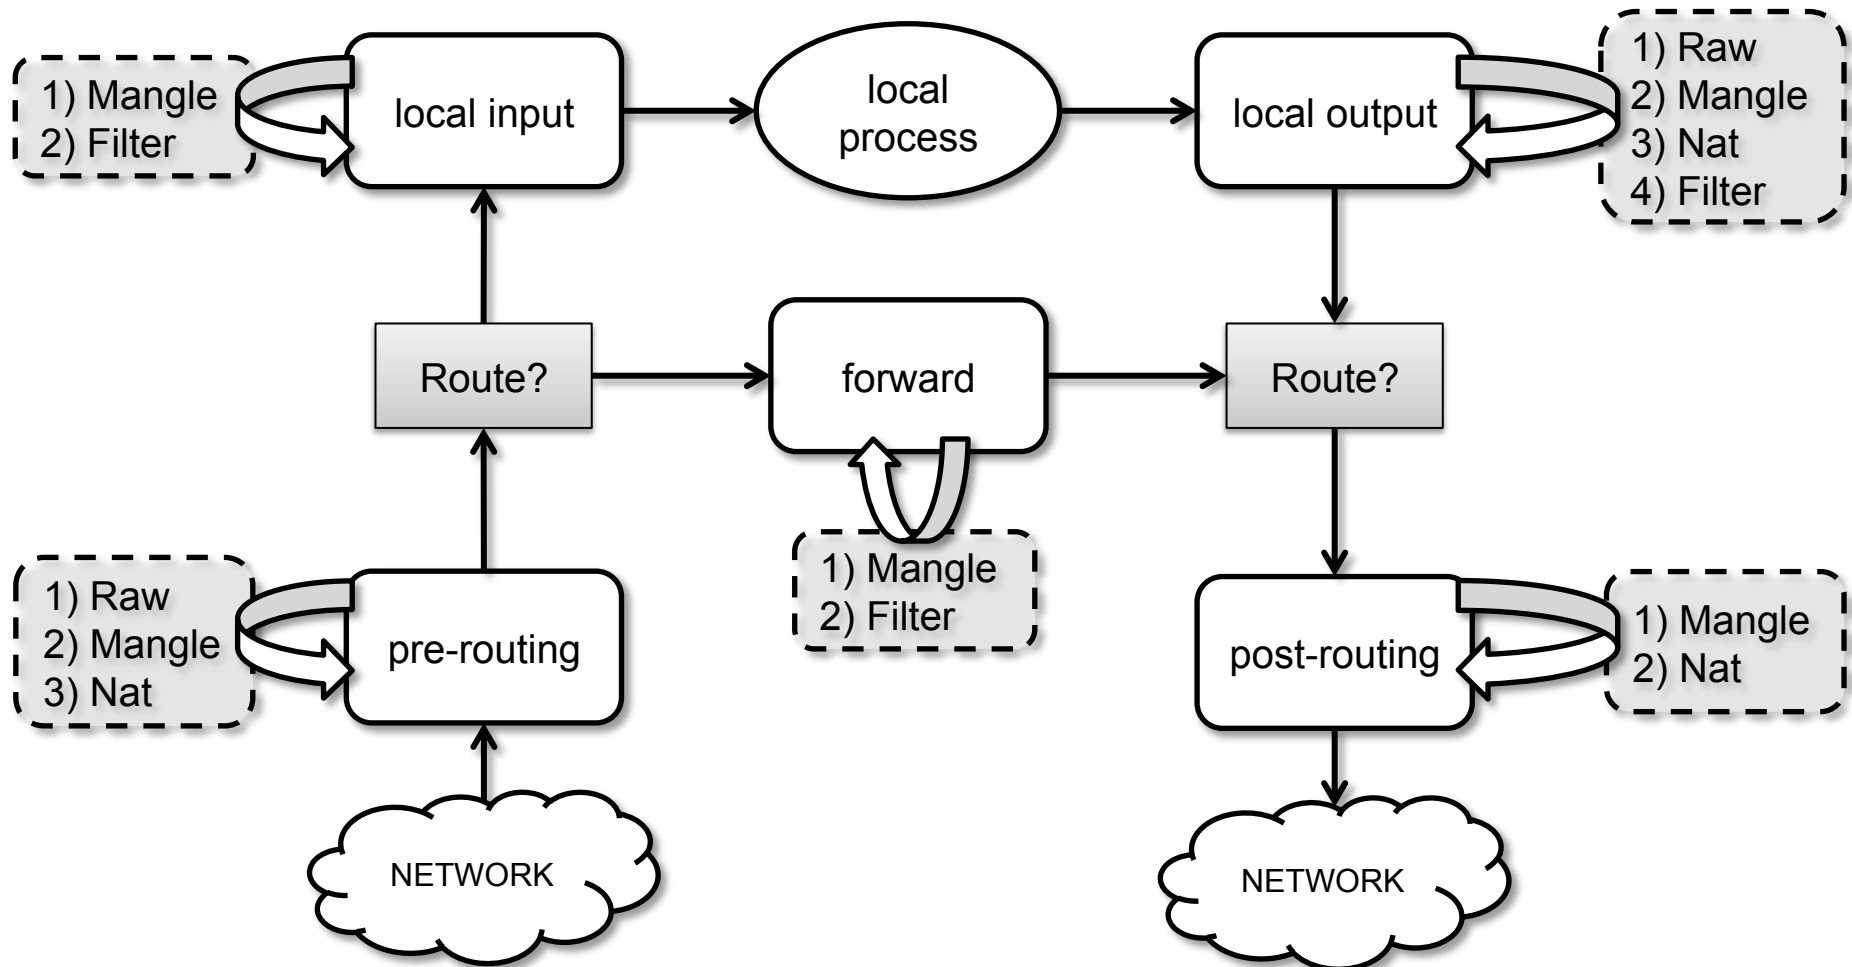 1) Mangle
2) Filter
local input
local
process
local output
1) Raw
2) Mangle
3) Nat
4) Filter
Route?
forward
Route?
1) Mangle
2) Filter
1) Raw
2) Mangle
3) Nat
pre-routing
post-routing
1) Mangle
2) Nat
NETWORK
NETWORK